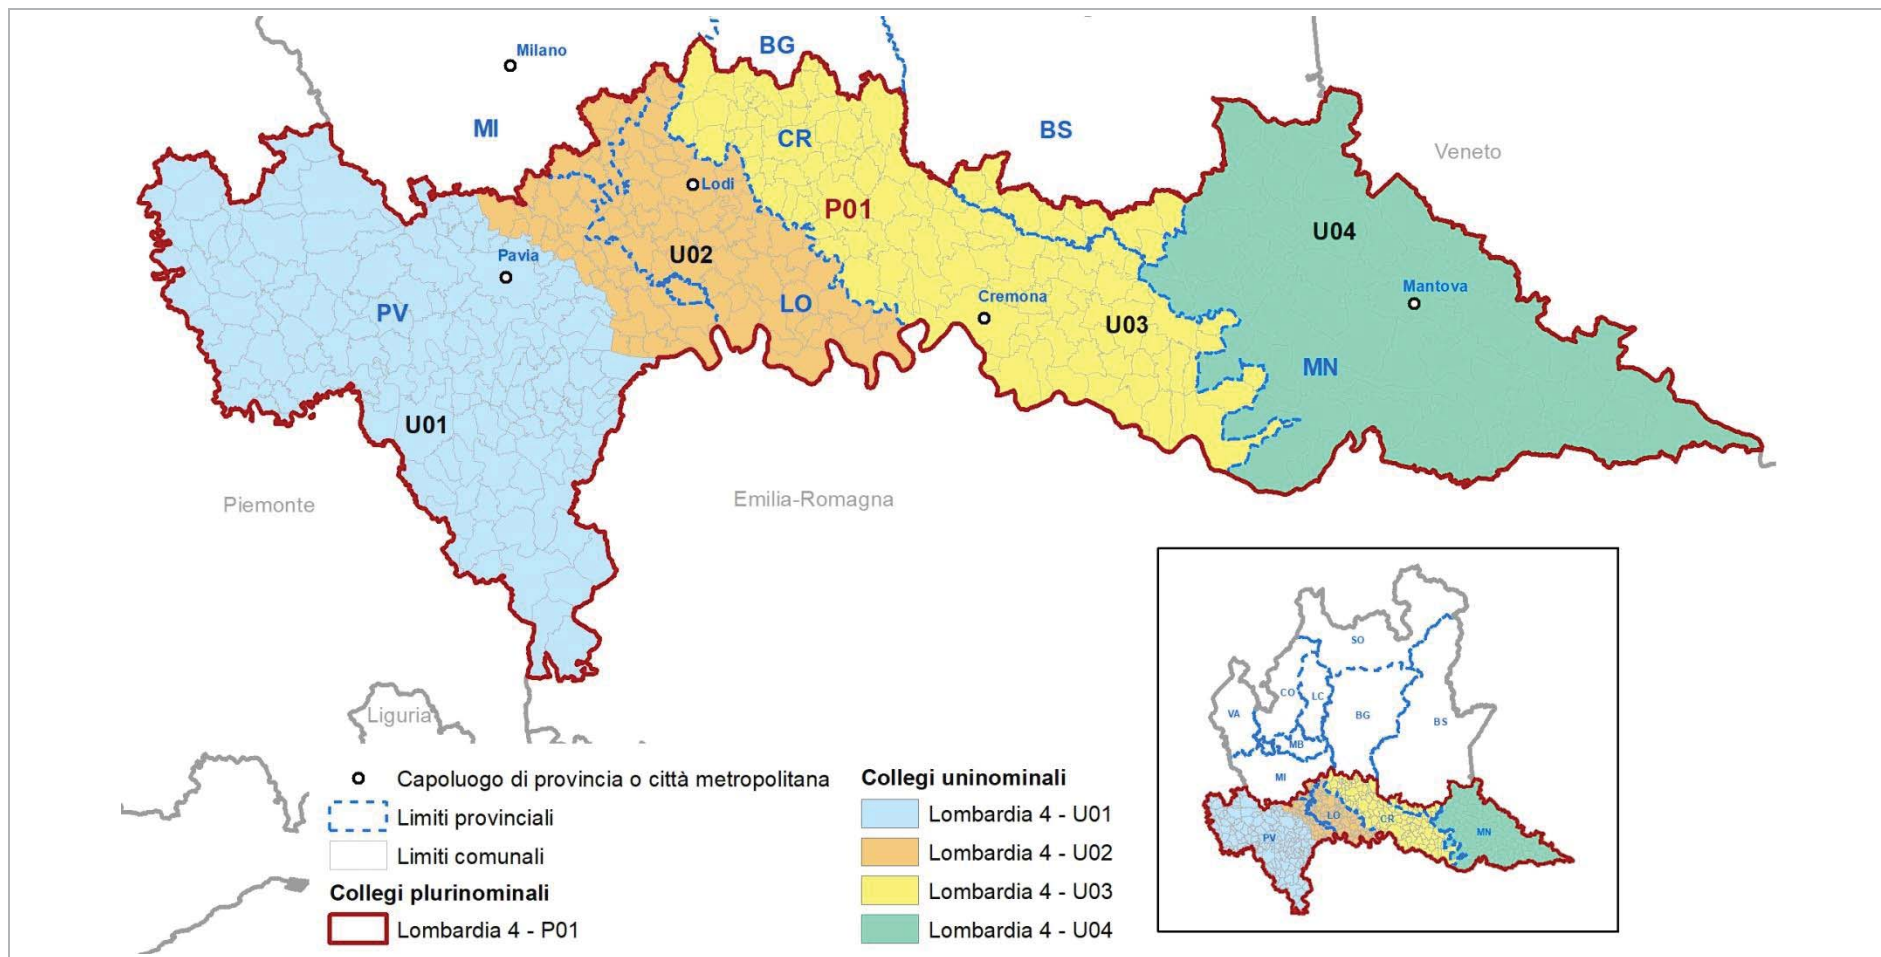 Milano
BG
MI
CR
BS
Veneto
Lodi
P01
U04
Pavia
U02
Mantova
Cremona
PV
LO
U03
MN
U01
Piemonte
Emilia-Romagna
Liguria
Capoluogo di provincia o città metropolitana
Limiti provinciali
Limiti comunali
Collegi plurinominali
Lombardia 4 - P01
Collegi uninominali
Lombardia 4 - U01
Lombardia 4 - U02
Lombardia 4 - U03
Lombardia 4 - U04
SO
CO
LC
VA
BG
BS
MB
MI
LO
CR
PV
MN